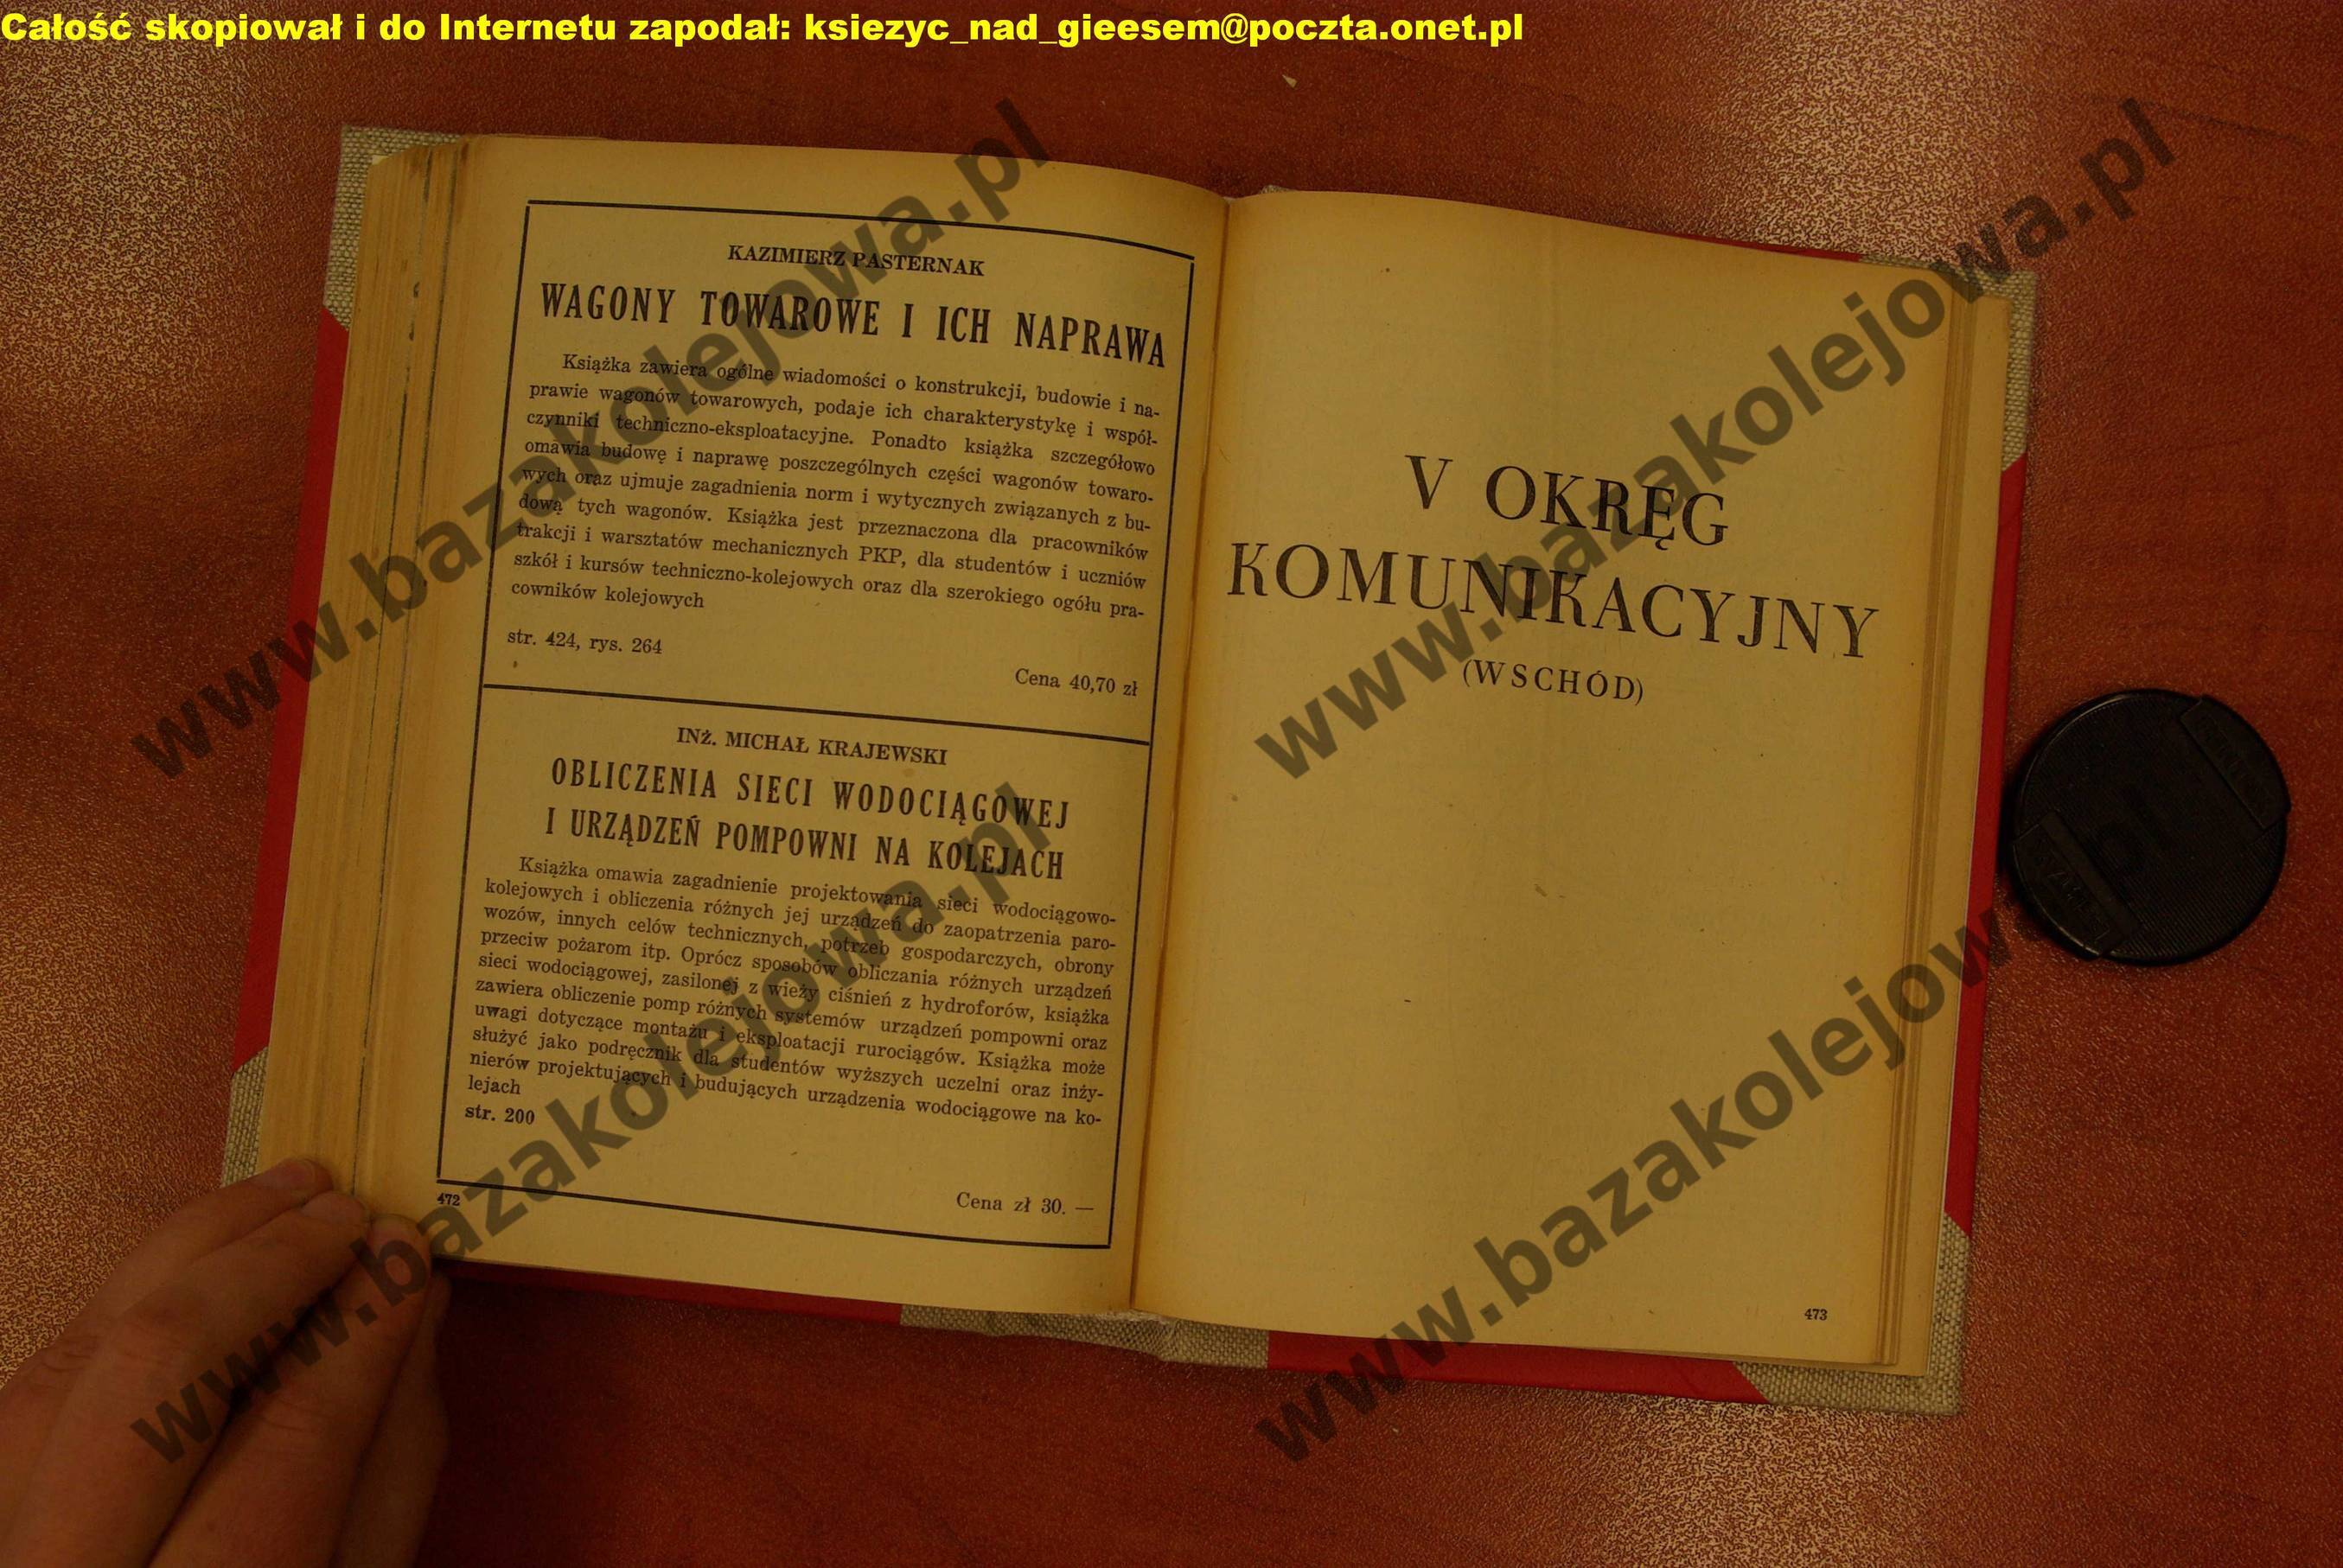 Całość skopiował i do Internetu zapodał: ksiezyc_nad_gieesem@poczta.onet.pl
KAZIMIERZ PASTERNAK
WAGONY TOWAROWE I ICH NAPRAWA
Książka zawiera ogólne wiadomości o konstrukcji, budowie i na-
prawie wagonów towarowych, podaje ich charakterystykę i współ-
czynniki techniczno-eksploatacyjne. Ponadto książka szczegółowo
omawia budowę i naprawę poszczególnych części wagonów towaro-
wych oraz ujmuje zagadnienia norm i wytycznych związanych z bu-
dową tych wagonów. Książka jest przeznaczona dla pracowników
trakcji i warsztatów mechanicznych PKP, dla studentów i uczniów
szkół i kursów techniczno-kolejowych oraz dla szerokiego ogółu pra-
cowników kolejowych
str. 424, rys. 264
Cena 40,70 zł
INŻ. MICHAŁ KRAJEWSKI
OBLICZENIA SIECI WODOCIĄGOWEJ
I URZĄDZEŃ POMPOWNI NA KOLEJACH
Książka omawia zagadnienie projektowania sieci wodociągowo-
kolejowych i obliczenia różnych jej urządzeń do zaopatrzenia paro-
wozów, innych celów technicznych, potrzeb gospodarczych, obrony
przeciw pożarom itp. Oprócz sposobów obliczania różnych urządzeń
sieci wodociągowej, zasilonej z wieży ciśnień z hydroforów, książka
zawiera obliczenie pomp różnych systemów urządzeń pompowni oraz
uwagi dotyczące montażu i eksploatacji rurociągów. Książka może
służyć jako podręcznik dla studentów wyższych uczelni oraz inży-
nierów projektujących i budujących urządzenia wodociągowe na ko-
lejach
str. 200
Cena zł 30. —
472
V OKRĘG
KOMUNIKACYJNY
(WSCHÓD)
473
www.bazakolejowa.pl
www.bazakolejowa.pl
www.bazakolejowa.pl
www.bazakolejow